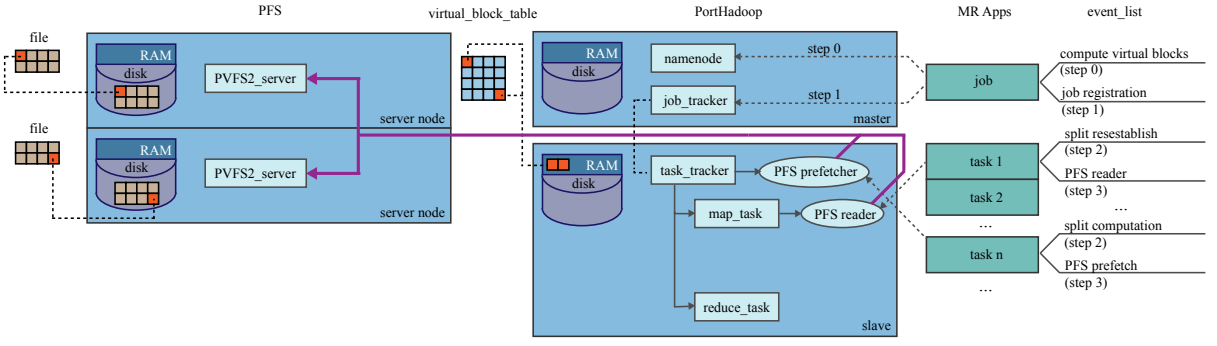 PFS
virtual_block_table
PortHadoop
MR Apps
event_list
file
RAM
disk
PVFS2_server
server node
file
RAM
disk
PVFS2_server
server node
RAM
disk
namenode
job_tracker
step 0
step 1
master
RAM
disk
task_tracker
PFS prefetcher
map_task
PFS reader
reduce_task
slave
job
task 1
task 2
...
task n
...
compute virtual blocks
(step 0)
job registration
(step 1)
split resestablish
(step 2)
PFS reader
(step 3)
...
split computation
(step 2)
PFS prefetch
(step 3)